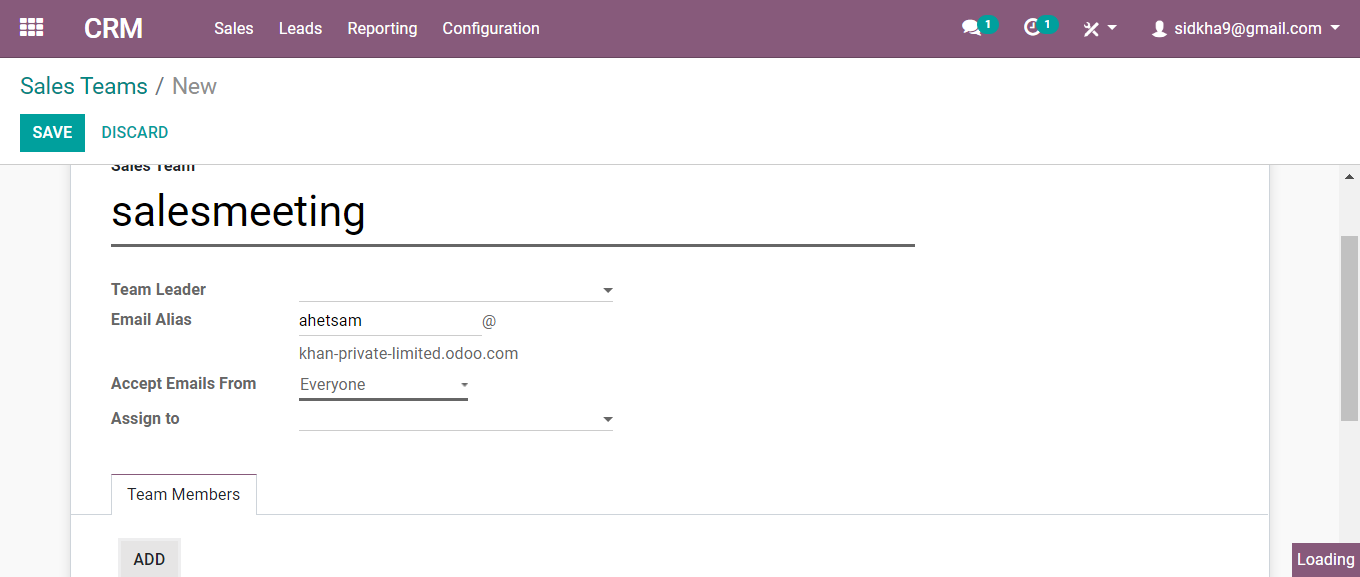 CRM Sales Leads Reporting Configuration 1 1 sidkha9@gmail.com
Sales Teams / New
SAVE DISCARD
Sales Team
salesmeeting
Team Leader
Email Alias ahetsam @
khan-private-limited.odoo.com
Accept Emails From Everyone
Assign to
Team Members
ADD
Loading